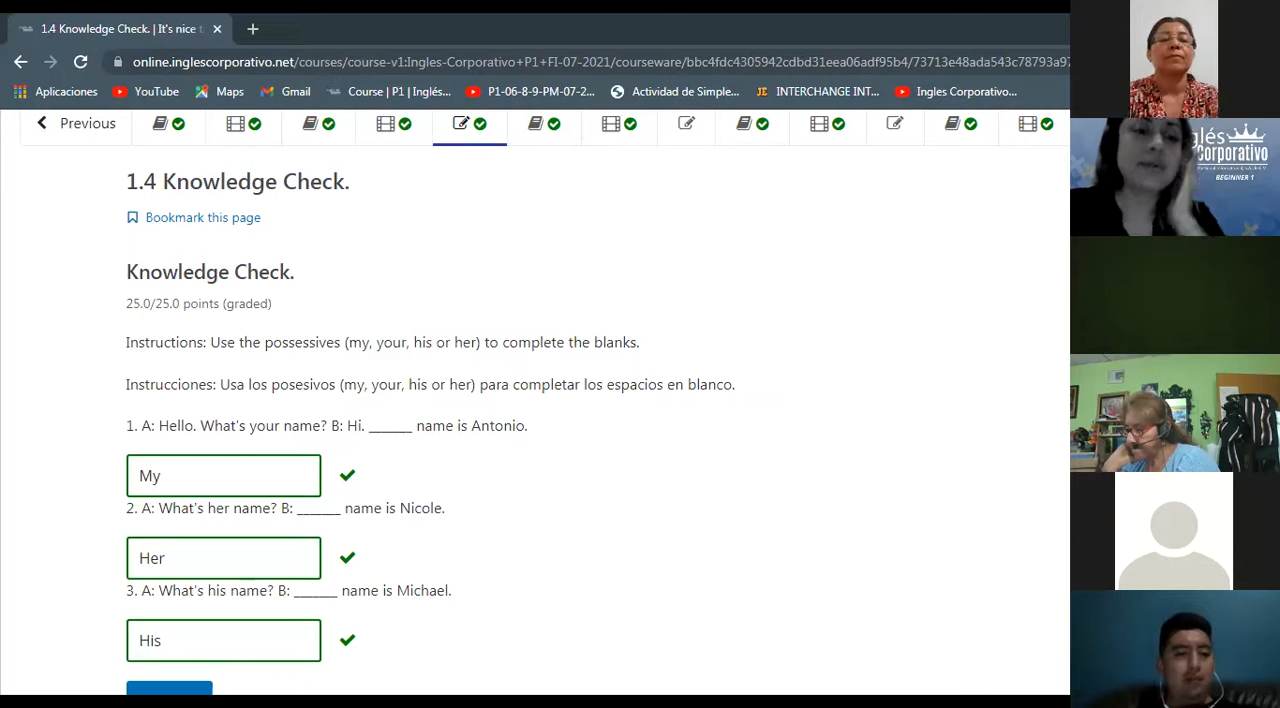 1.4 Knowledge Check. | It's nice t
online.inglescorporativo.net/courses/course-v1:Ingles-Corporativo+P1+FI-07-2021/courseware/bbc4fdc4305942cdbd31eea06adf95b4/73713e48ada543c78793a97
Aplicaciones YouTube Maps Gmail Course | P1 | Inglés... P1-06-8-9-PM-07-2... Actividad de Simple... INTERCHANGE INT... Ingles Corporativo...
Previous
1.4 Knowledge Check.
Bookmark this page
Knowledge Check.
25.0/25.0 points (graded)
Instructions: Use the possessives (my, your, his or her) to complete the blanks.
Instrucciones: Usa los posesivos (my, your, his or her) para completar los espacios en blanco.
1. A: Hello. What's your name? B: Hi. _______ name is Antonio.
My
2. A: What's her name? B: _______ name is Nicole.
Her
3. A: What's his name? B: _______ name is Michael.
His
glés
Corporativo
BEGINNER 1